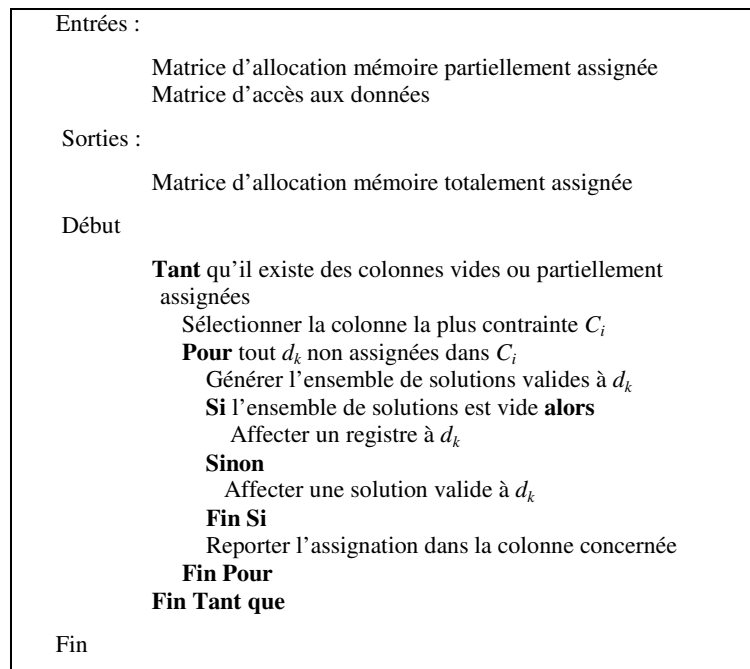 Entrées :
Matrice d'allocation mémoire partiellement assignée
Matrice d'accès aux données
Sorties :
Matrice d'allocation mémoire totalement assignée
Début
Tant qu'il existe des colonnes vides ou partiellement
assignées
Sélectionner la colonne la plus contrainte Ci
Pour tout dk non assignées dans Ci
Générer l'ensemble de solutions valides à dk
Si l'ensemble de solutions est vide alors
Affecter un registre à dk
Sinon
Affecter une solution valide à dk
Fin Si
Reporter l'assignation dans la colonne concernée
Fin Pour
Fin Tant que
Fin